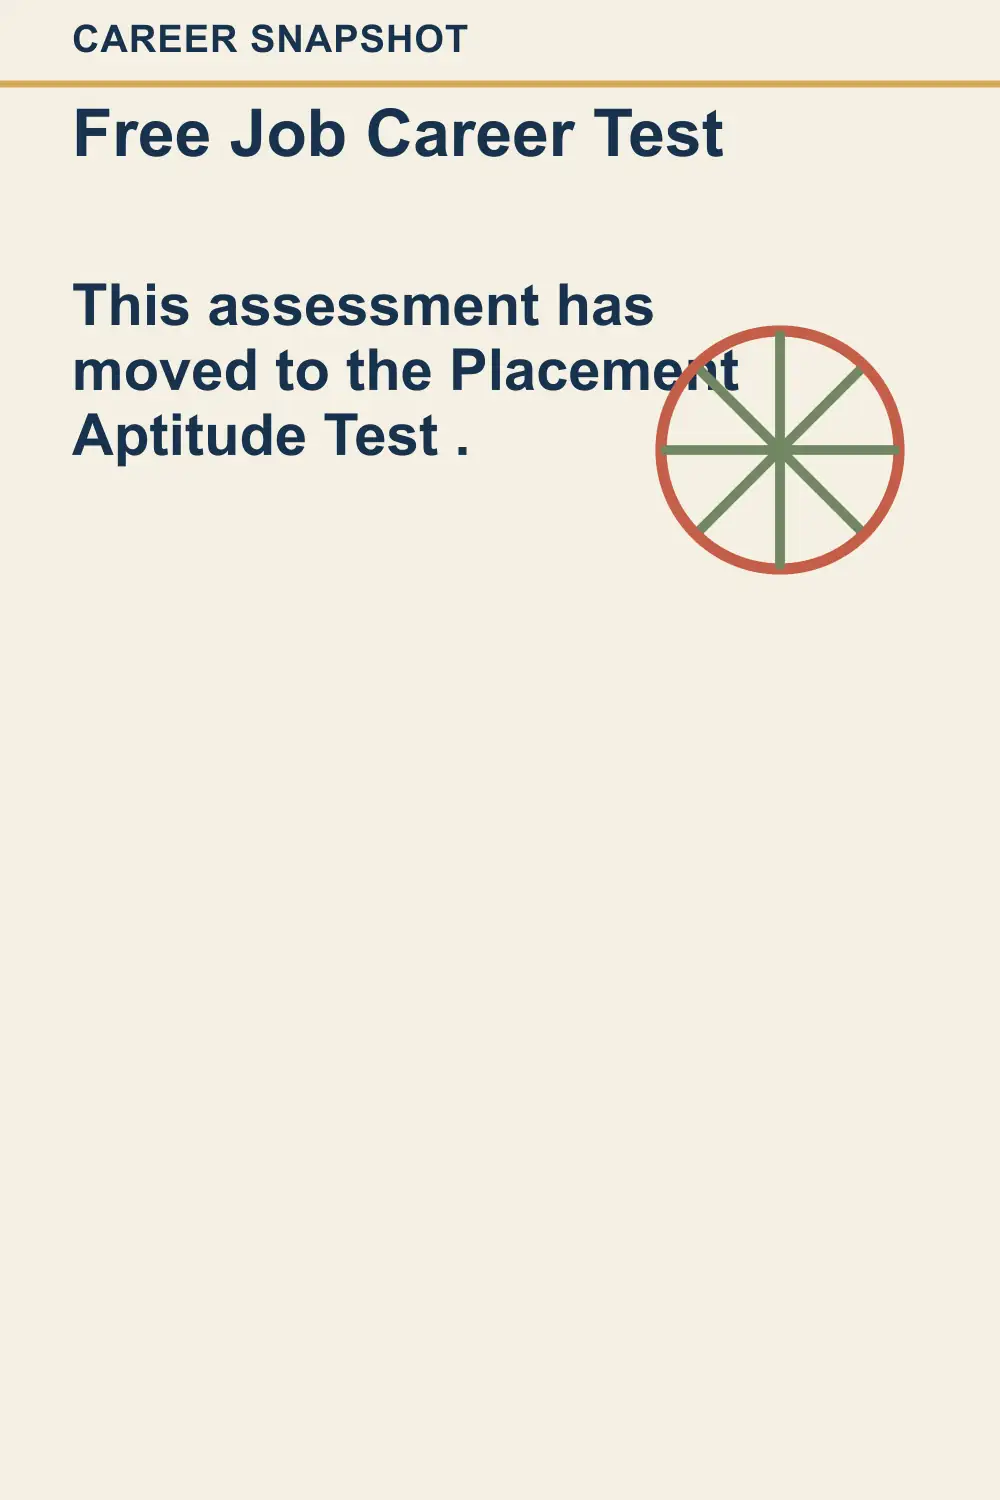 CAREER SNAPSHOT
Free Job Career Test
This assessment has
moved to the Placement
Aptitude Test .